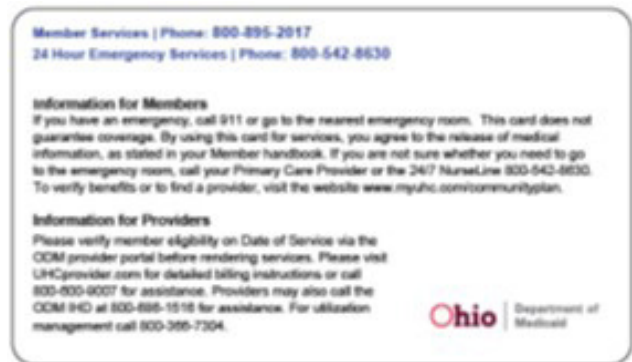 Member Services | Phone: 800-895-2017
24 Hour Emergency Services | Phone: 800-542-8630
Information for Members
If you have an emergency, call 911 or go to the nearest emergency room. This card does not
guarantee coverage. By using this card for services, you agree to the release of medical
information, as stated in your Member handbook. If you are not sure whether you need to go
to the emergency room, call your Primary Care Provider or the 24/7 NurseLine 800-542-8630.
To verify benefits or to find a provider, visit the website www.myuhc.com/communityplan.
Information for Providers
Please verify member eligibility on Date of Service via the
ODM provider portal before rendering services. Please visit
UHCprovider.com for detailed billing instructions or call
800-600-9007 for assistance. Providers may also call the
ODM IHD at 800-686-1516 for assistance. For utilization
management call 800-366-7304.
Ohio | Department of
Medicaid